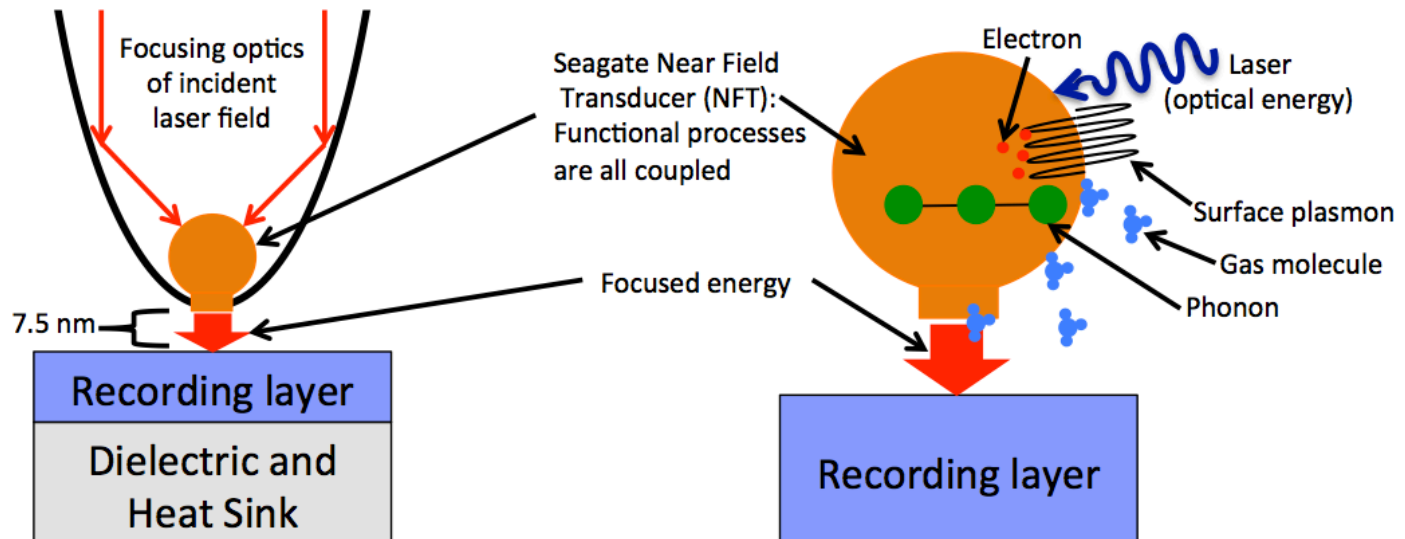 Focusing optics
of incident
laser field
7.5 nm
Recording layer
Dielectric and
Heat Sink
Seagate Near Field
Transducer (NFT):
Functional processes
are all coupled
Focused energy
Electron
Laser
(optical energy)
Surface plasmon
Gas molecule
Phonon
Recording layer